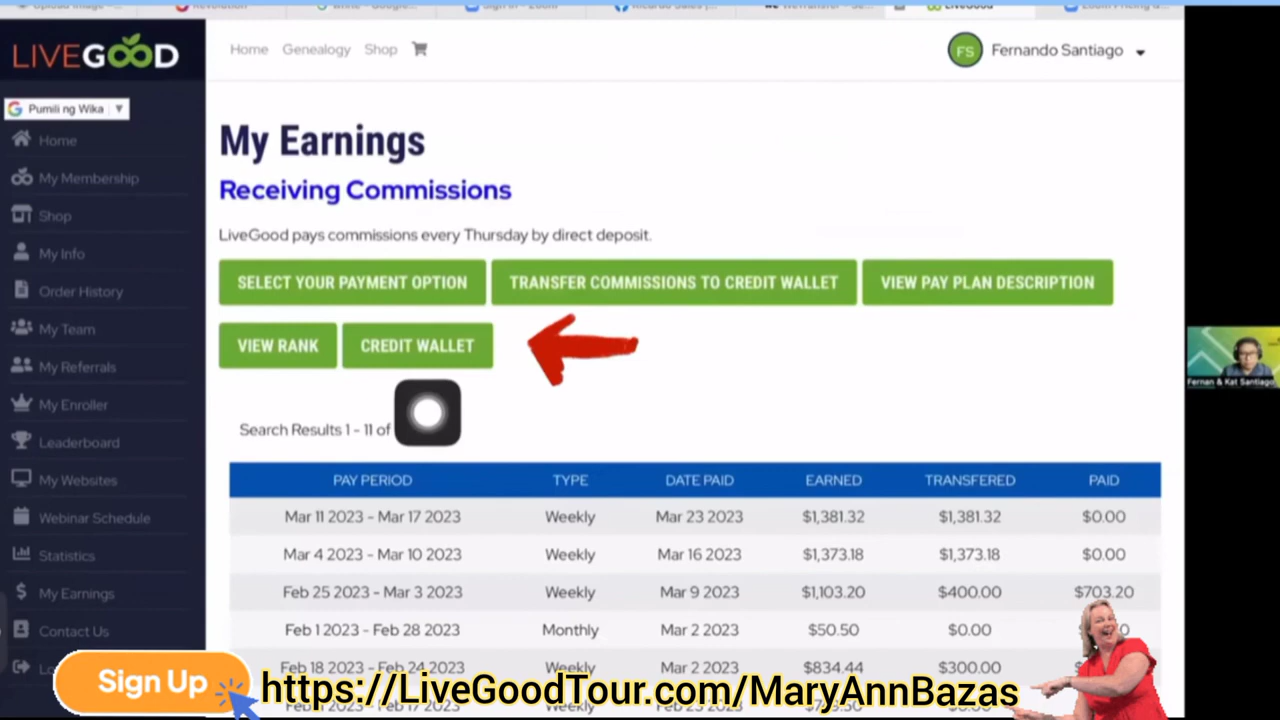 LIVEGOOD
Home Genealogy Shop
FS Fernando Santiago
Pumili ng Wika
Home
My Membership
Shop
My Info
Order History
My Team
My Referrals
My Enroller
Leaderboard
My Websites
Webinar Schedule
Statistics
My Earnings
Contact Us
My Earnings
Receiving Commissions
LiveGood pays commissions every Thursday by direct deposit.
SELECT YOUR PAYMENT OPTION TRANSFER COMMISSIONS TO CREDIT WALLET VIEW PAY PLAN DESCRIPTION
VIEW RANK CREDIT WALLET
Search Results 1 - 11 of
PAY PERIOD TYPE DATE PAID EARNED TRANSFERED PAID
Mar 11 2023 - Mar 17 2023 Weekly Mar 23 2023 $1,381.32 $1,381.32 $0.00
Mar 4 2023 - Mar 10 2023 Weekly Mar 16 2023 $1,373.18 $1,373.18 $0.00
Feb 25 2023 - Mar 3 2023 Weekly Mar 9 2023 $1,103.20 $400.00 $703.20
Feb 1 2023 - Feb 28 2023 Monthly Mar 2 2023 $50.50 $0.00
Feb 18 2023 - Feb 24 2023 Weekly Mar 2 2023 $834.44 $300.00
Fernan & Kat Santiago
Sign Up https://LiveGoodTour.com/MaryAnnBazas